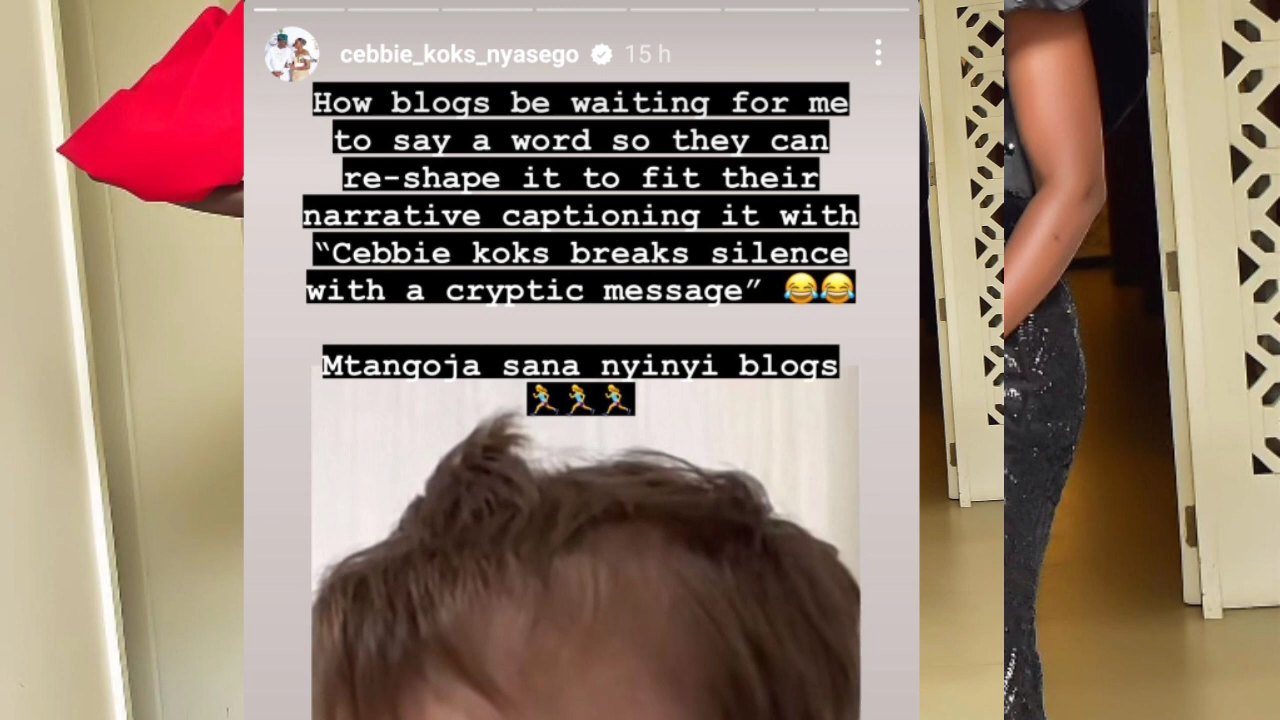 cebbie_koks_nyasego 15 h
How blogs be waiting for me
to say a word so they can
re-shape it to fit their
narrative captioning it with
“Cebbie koks breaks silence
with a cryptic message” 😂😂
Mtangoja sana nyinyi blogs
🏃‍♀️🏃‍♀️🏃‍♀️